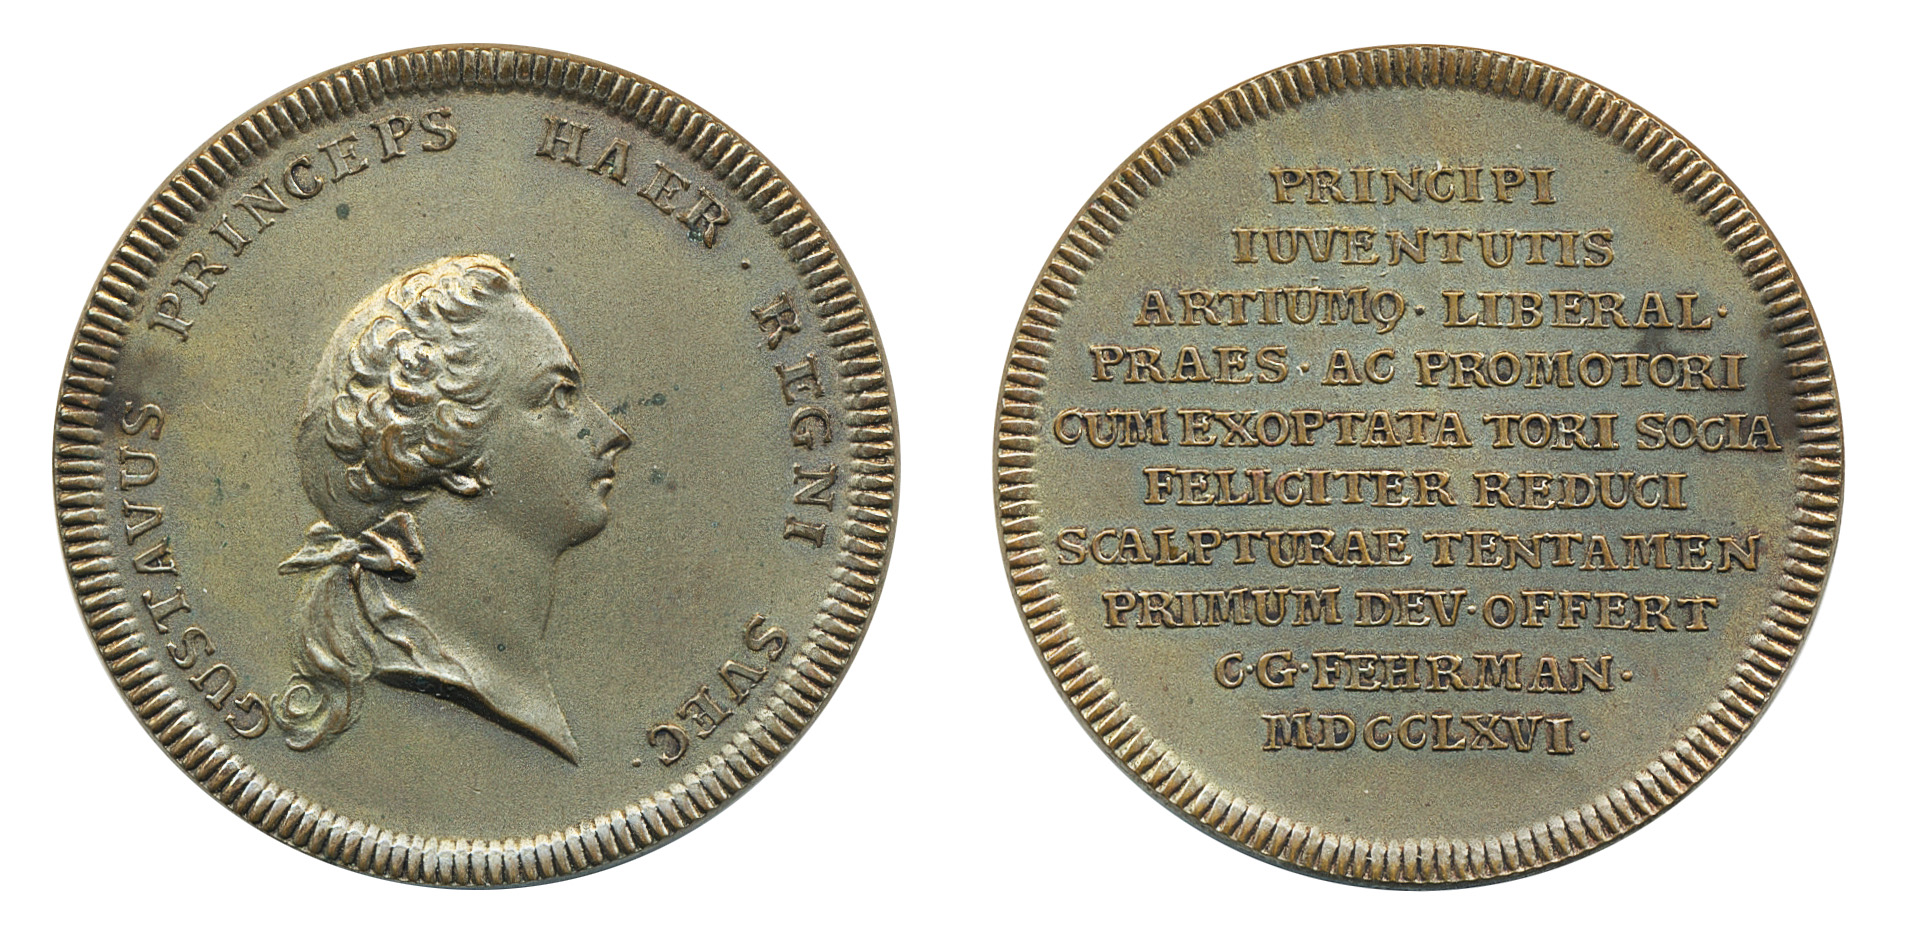 GUSTAVUS PRINCEPS HAER · REGNI SVEC ·
PRINCIPI
IUVENTUTIS
ARTIUMQ · LIBERAL ·
PRAES · AC PROMOTORI
CUM EXOPTATA TORI SOCIA
FELICITER REDUCI
SCALPTURAE TENTAMEN
PRIMUM DEV · OFFERT
C · G · FEHRMAN ·
MDCCLXVI ·